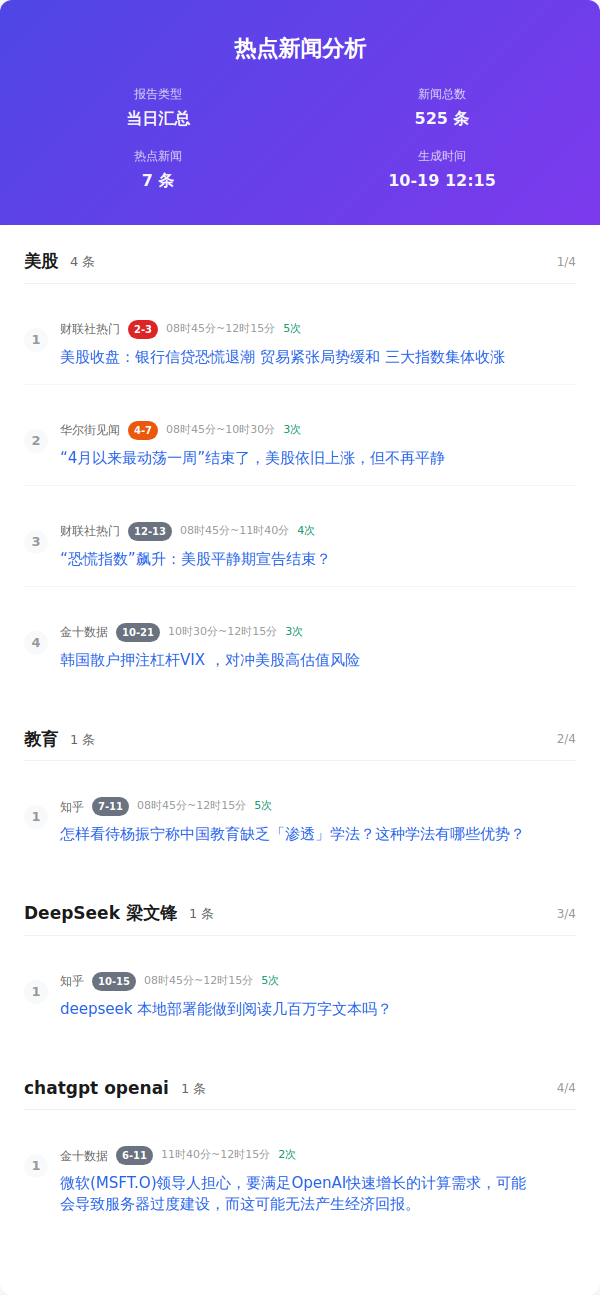 热点新闻分析
报告类型
当日汇总
新闻总数
525 条
热点新闻
7 条
生成时间
10-19 12:15
美股 4 条 1/4
1
财联社热门 2-3 08时45分~12时15分 5次
美股收盘：银行信贷恐慌退潮 贸易紧张局势缓和 三大指数集体收涨
2
华尔街见闻 4-7 08时45分~10时30分 3次
“4月以来最动荡一周”结束了，美股依旧上涨，但不再平静
3
财联社热门 12-13 08时45分~11时40分 4次
“恐慌指数”飙升：美股平静期宣告结束？
4
金十数据 10-21 10时30分~12时15分 3次
韩国散户押注杠杆VIX ，对冲美股高估值风险
教育 1 条 2/4
1
知乎 7-11 08时45分~12时15分 5次
怎样看待杨振宁称中国教育缺乏「渗透」学法？这种学法有哪些优势？
DeepSeek 梁文锋 1 条 3/4
1
知乎 10-15 08时45分~12时15分 5次
deepseek 本地部署能做到阅读几百万字文本吗？
chatgpt openai 1 条 4/4
1
金十数据 6-11 11时40分~12时15分 2次
微软(MSFT.O)领导人担心，要满足OpenAI快速增长的计算需求，可能
会导致服务器过度建设，而这可能无法产生经济回报。